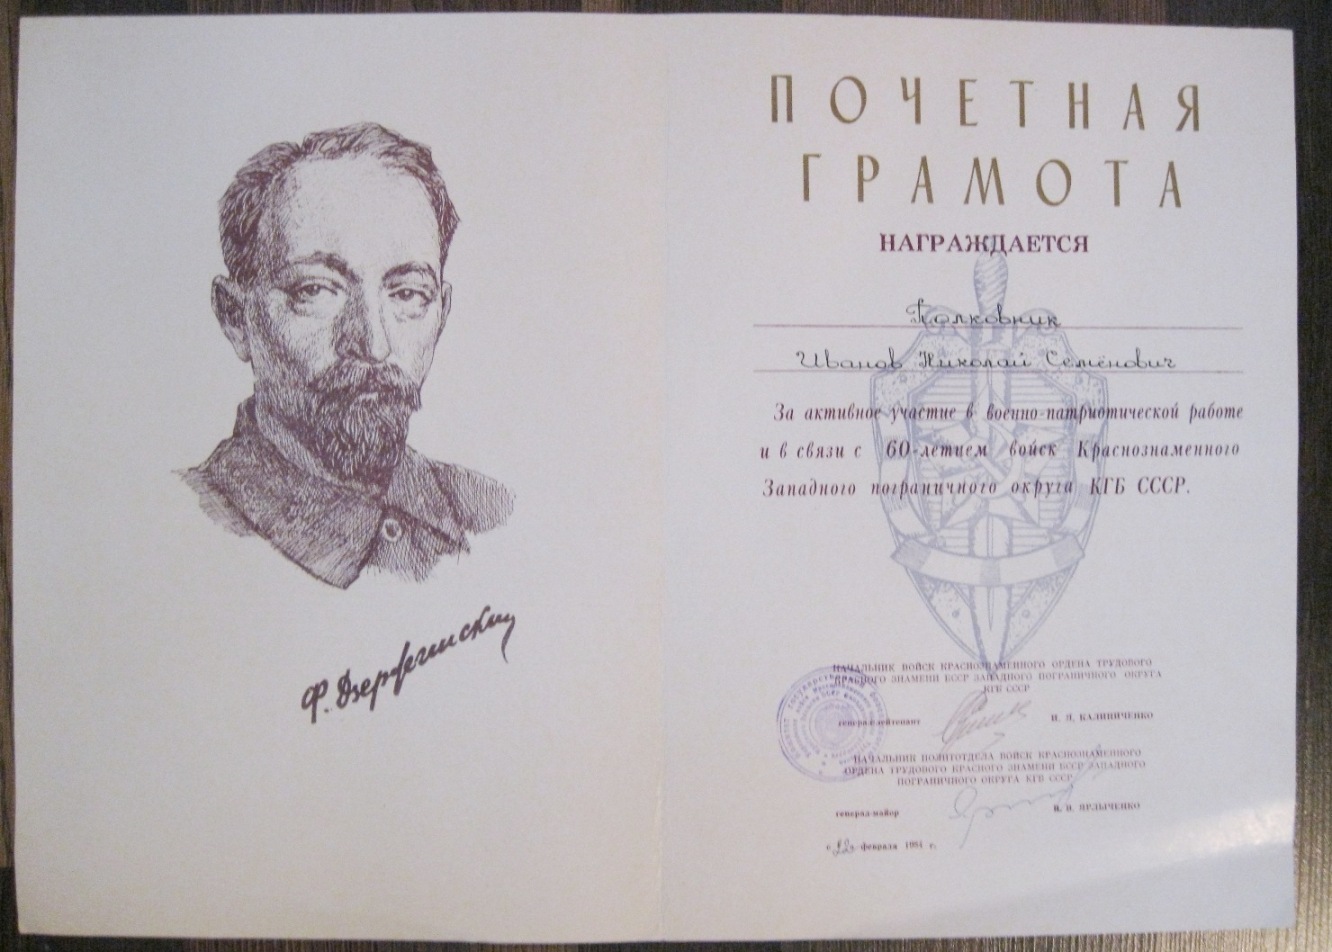 Ф. Дзержинский
ПОЧЕТНАЯ
ГРАМОТА
НАГРАЖДАЕТСЯ
Полковник
Иванов Николай Семёнович
За активное участие в военно-патриотической работе
и в связи с 60-летием войск Краснознаменного
Западного пограничного округа КГБ СССР.
НАЧАЛЬНИК ВОЙСК КРАСНОЗНАМЕННОГО ОРДЕНА ТРУДОВОГО
КРАСНОГО ЗНАМЕНИ БССР ЗАПАДНОГО ПОГРАНИЧНОГО ОКРУГА
КГБ СССР
генерал-лейтенант И. Я. КАЛИНИЧЕНКО
НАЧАЛЬНИК ПОЛИТОТДЕЛА ВОЙСК КРАСНОЗНАМЕННОГО
ОРДЕНА ТРУДОВОГО КРАСНОГО ЗНАМЕНИ БССР ЗАПАДНОГО
ПОГРАНИЧНОГО ОКРУГА КГБ СССР
генерал-майор ЯРЛЫЧЕНКО
«22» февраля 1984 г.